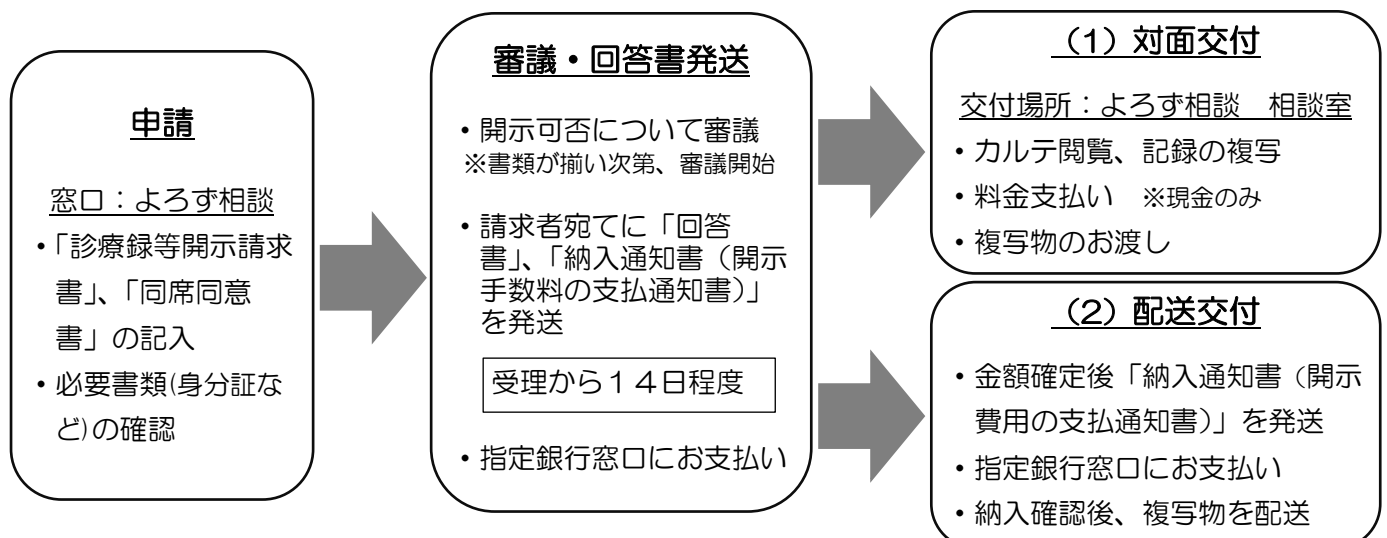 申請
窓口：よろず相談
・「診療録等開示請求
書」、「同席同意
書」の記入
・必要書類(身分証な
ど)の確認
審議・回答書発送
・開示可否について審議
※書類が揃い次第、審議開始
・請求者宛てに「回答
書」、「納入通知書（開示
手数料の支払通知書）」
を発送
受理から１４日程度
・指定銀行窓口にお支払い
（1）対面交付
交付場所：よろず相談　相談室
・カルテ閲覧、記録の複写
・料金支払い　※現金のみ
・複写物のお渡し
（2）配送交付
・金額確定後「納入通知書（開示
費用の支払通知書）」を発送
・指定銀行窓口にお支払い
・納入確認後、複写物を配送